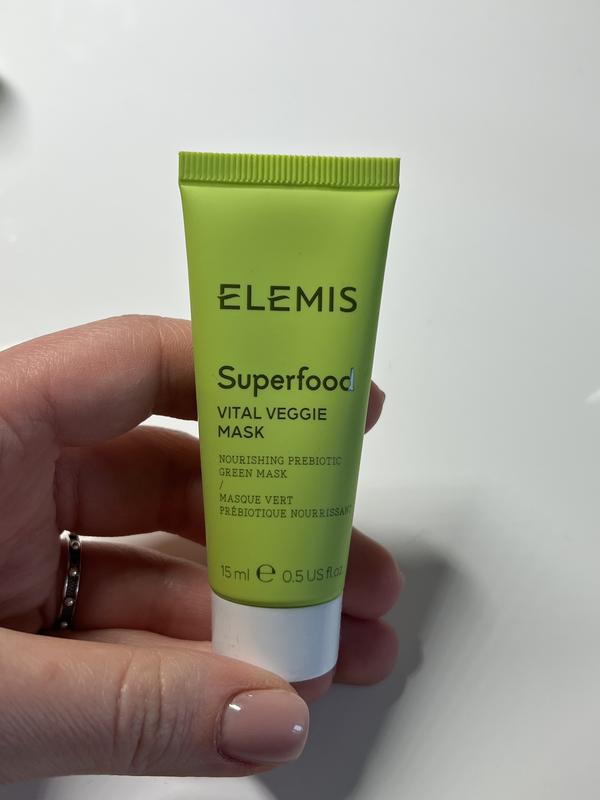 ELEMIS
Superfood
VITAL VEGGIE
MASK
NOURISHING PREBIOTIC
GREEN MASK
/
MASQUE VERT
PRÉBIOTIQUE NOURRISSANT
15 ml ℮ 0.5 US fl.oz